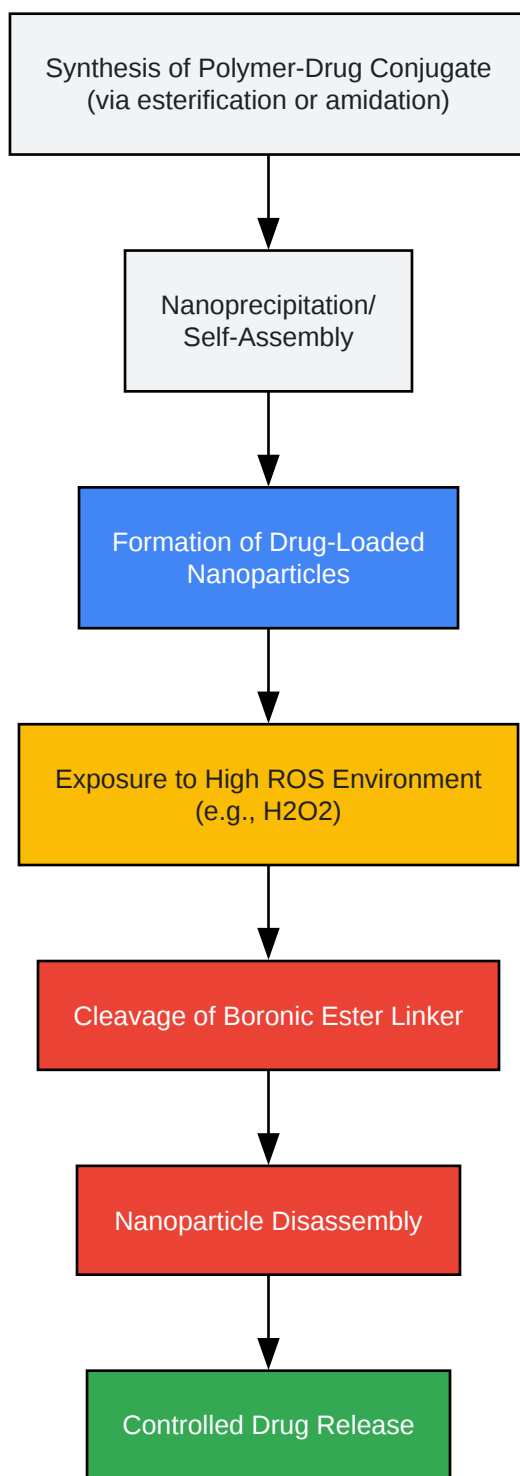 Synthesis of Polymer-Drug Conjugate
(via esterification or amidation)
Nanoprecipitation/
Self-Assembly
Formation of Drug-Loaded
Nanoparticles
Exposure to High ROS Environment
(e.g., H2O2)
Cleavage of Boronic Ester Linker
Nanoparticle Disassembly
Controlled Drug Release